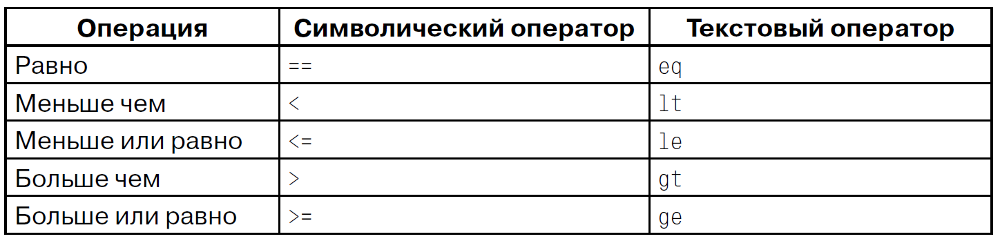 Операция Символический оператор Текстовый оператор
Равно == eq
Меньше чем < lt
Меньше или равно <= le
Больше чем > gt
Больше или равно >= ge